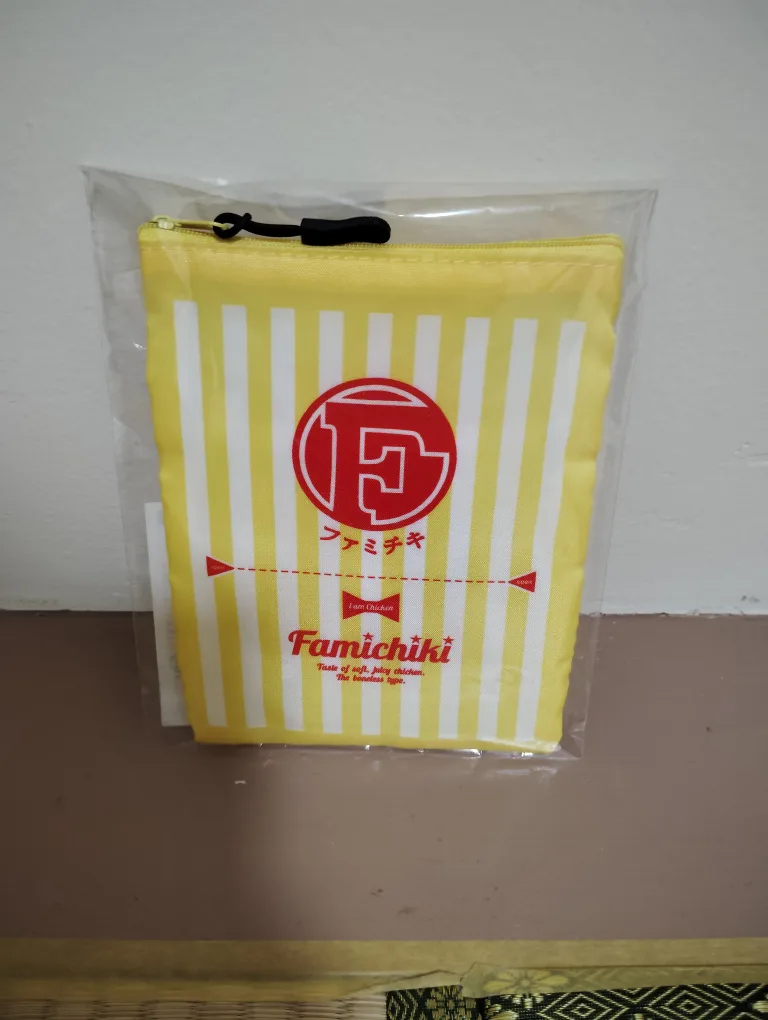 F
ファミチキ
I am Chicken
Famichiki
Taste of soft, juicy chicken.
The boneless type.